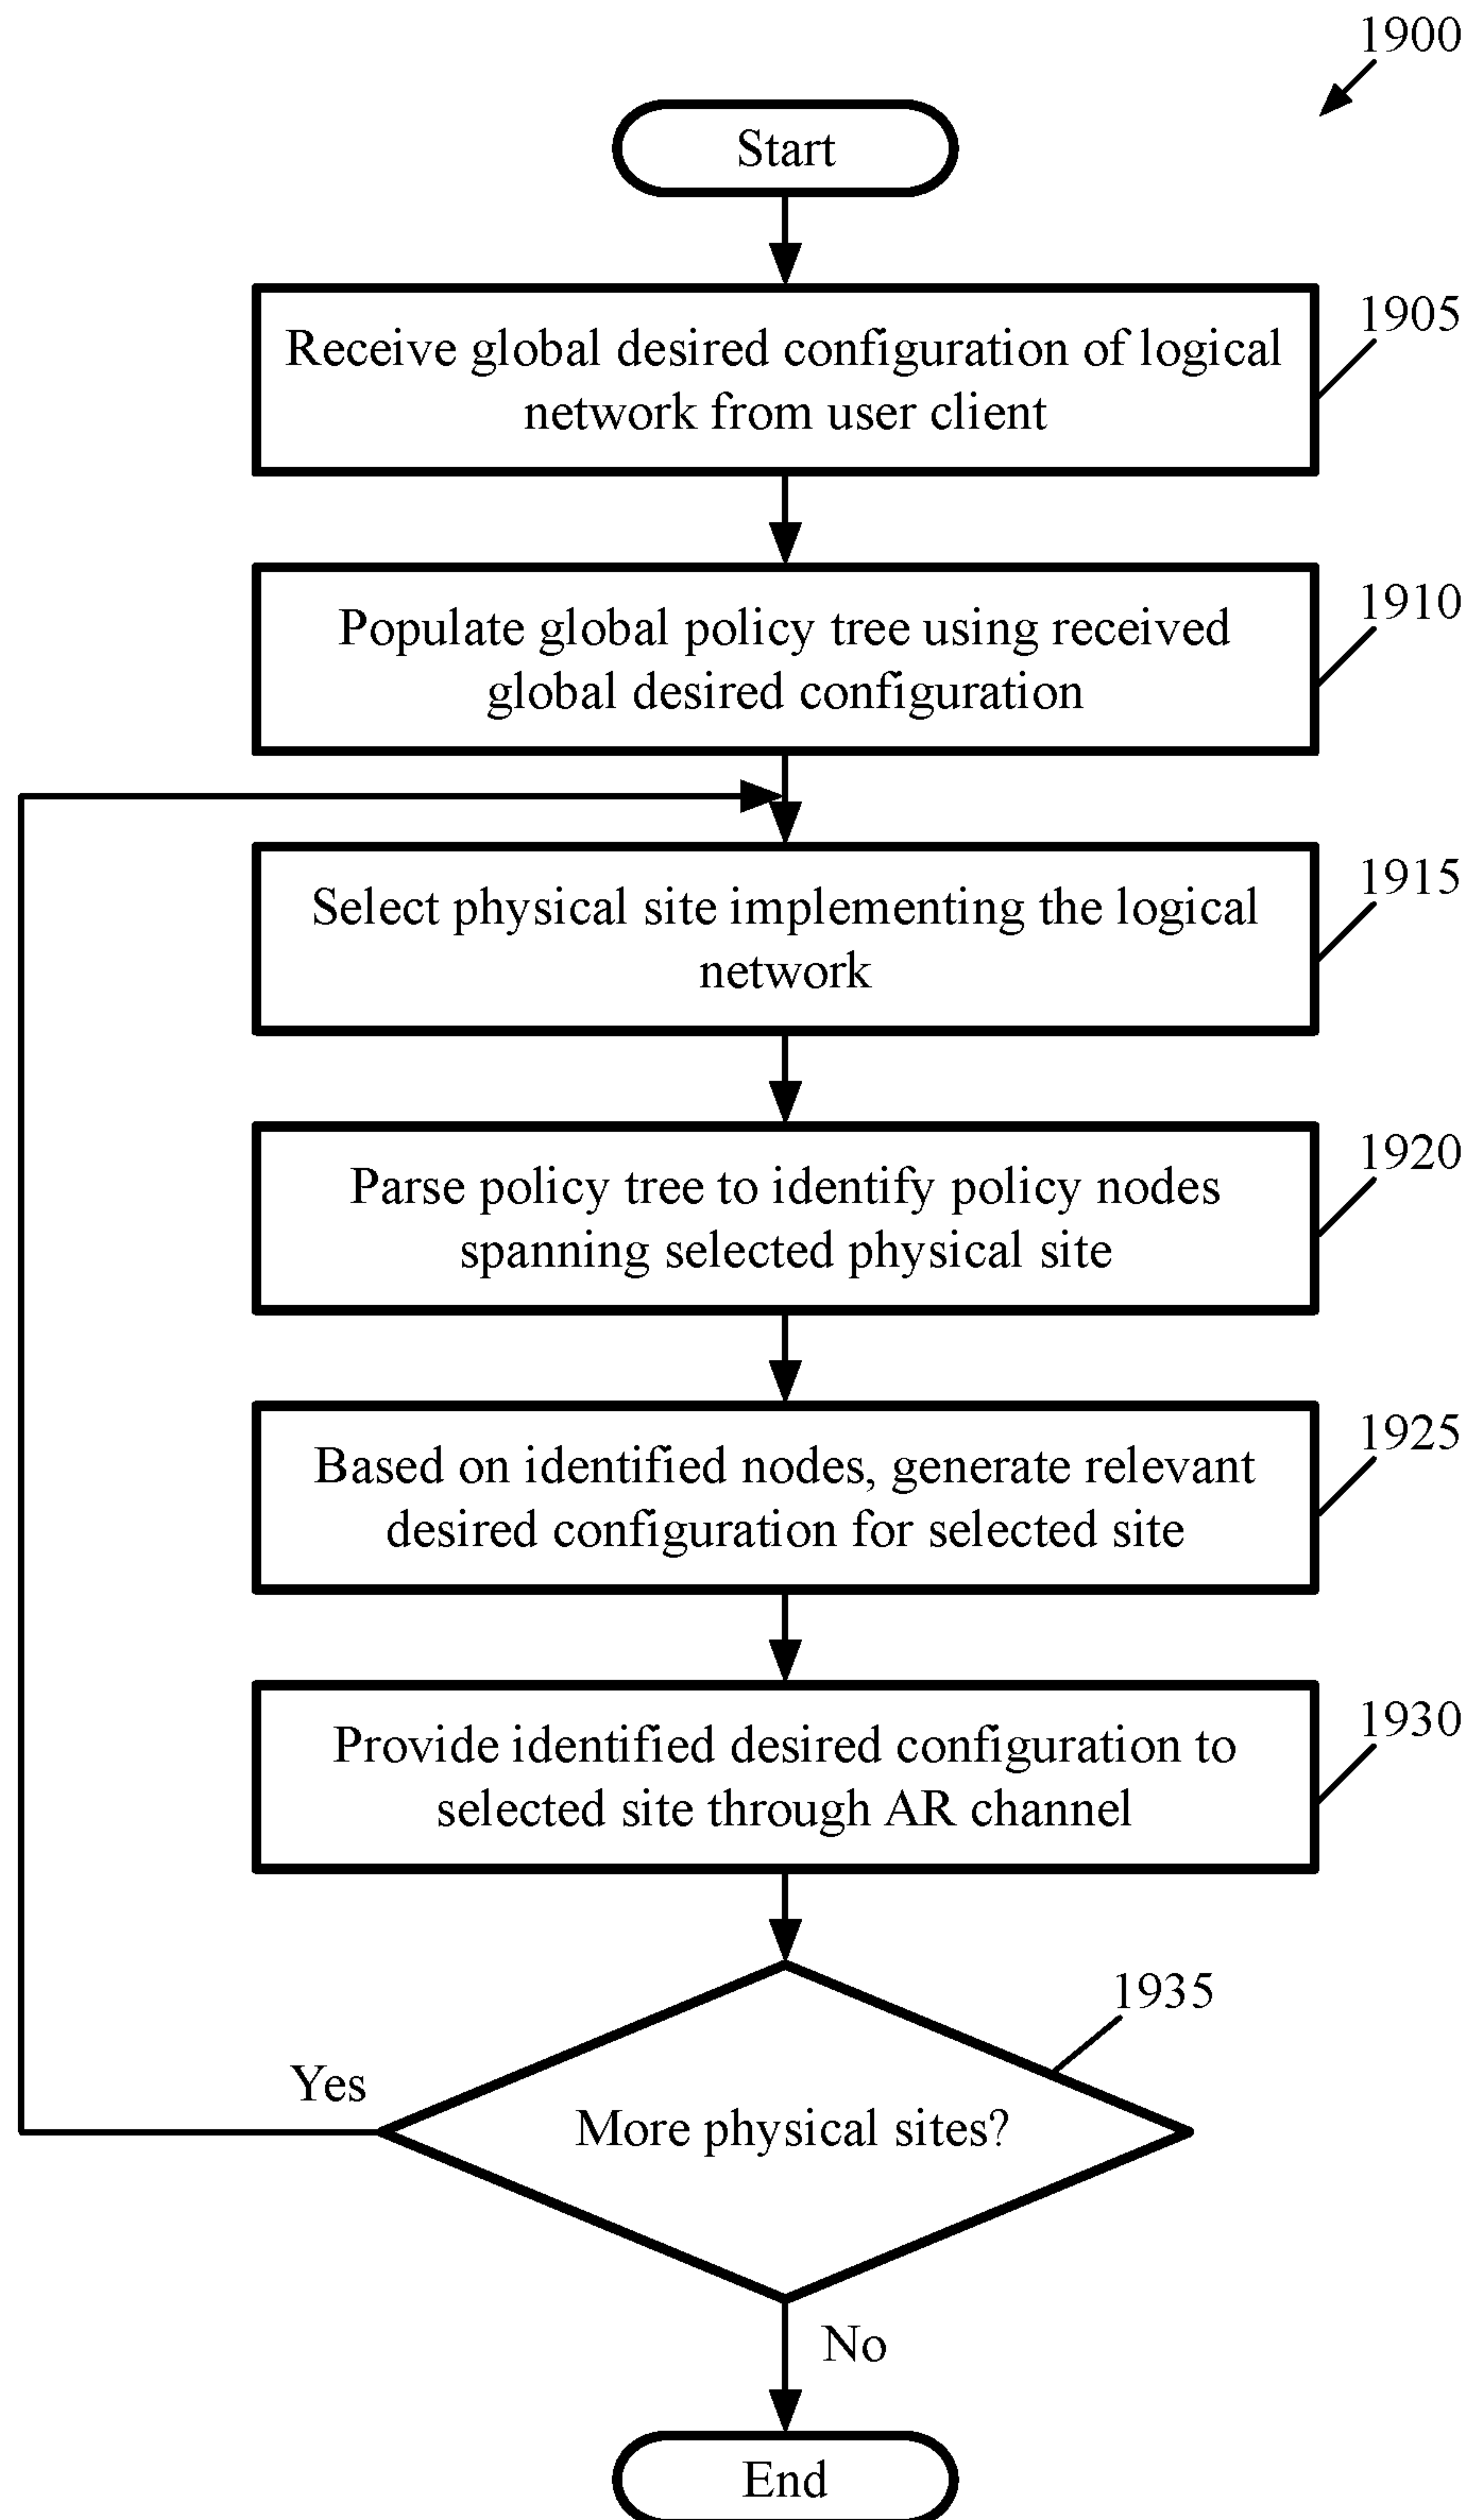 1900
Start
1905
Receive global desired configuration of logical
network from user client
1910
Populate global policy tree using received
global desired configuration
1915
Select physical site implementing the logical
network
1920
Parse policy tree to identify policy nodes
spanning selected physical site
1925
Based on identified nodes, generate relevant
desired configuration for selected site
1930
Provide identified desired configuration to
selected site through AR channel
1935
Yes
More physical sites?
No
End